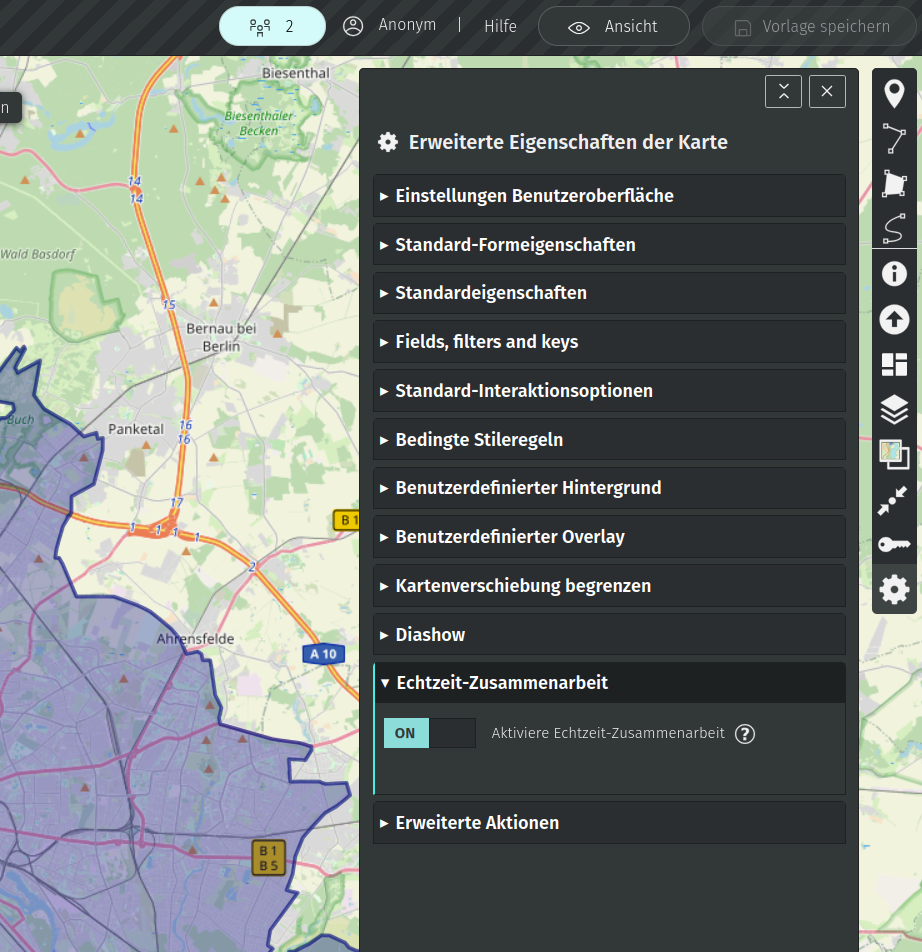 2
Anonym
|
Hilfe
Ansicht
Vorlage speichern
n
Biesenthal
Biesenthaler
Becken
14
14
Wald Basdorf
15
Bernau bei
Berlin
Buch
Panketal
16
16
17
1
1
1
1
B 1
2
Ahrensfelde
A 10
B 1
B 5
Erweiterte Eigenschaften der Karte
Einstellungen Benutzeroberfläche
Standard-Formeigenschaften
Standardeigenschaften
Fields, filters and keys
Standard-Interaktionsoptionen
Bedingte Stileregeln
Benutzerdefinierter Hintergrund
Benutzerdefinierter Overlay
Kartenverschiebung begrenzen
Diashow
Echtzeit-Zusammenarbeit
ON
Aktiviere Echtzeit-Zusammenarbeit ?
Erweiterte Aktionen